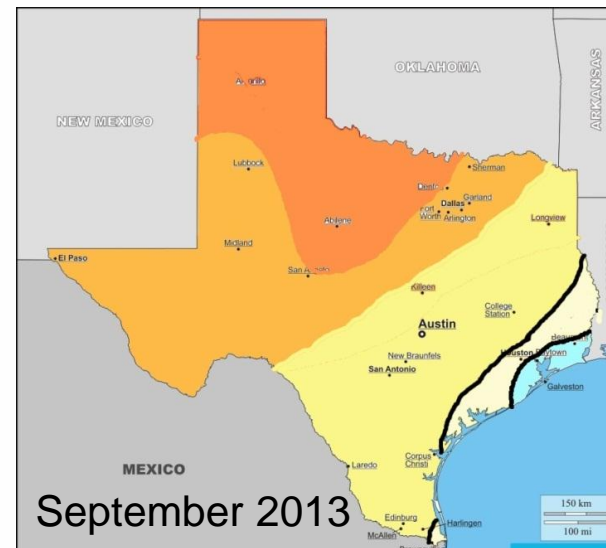 OKLAHOMA
ARKANSAS
NEW MEXICO
Lubbock
Sherman
Garland
Dallas
Fort
Worth
Arlington
Abilene
Longview
El Paso
Midland
San
Killeen
College
Station
Austin
New Braunfels
San Antonio
Houston
Galveston
MEXICO
Corpus
Christi
Laredo
September 2013
Edinburg
McAllen
Harlingen
150 km
100 mi